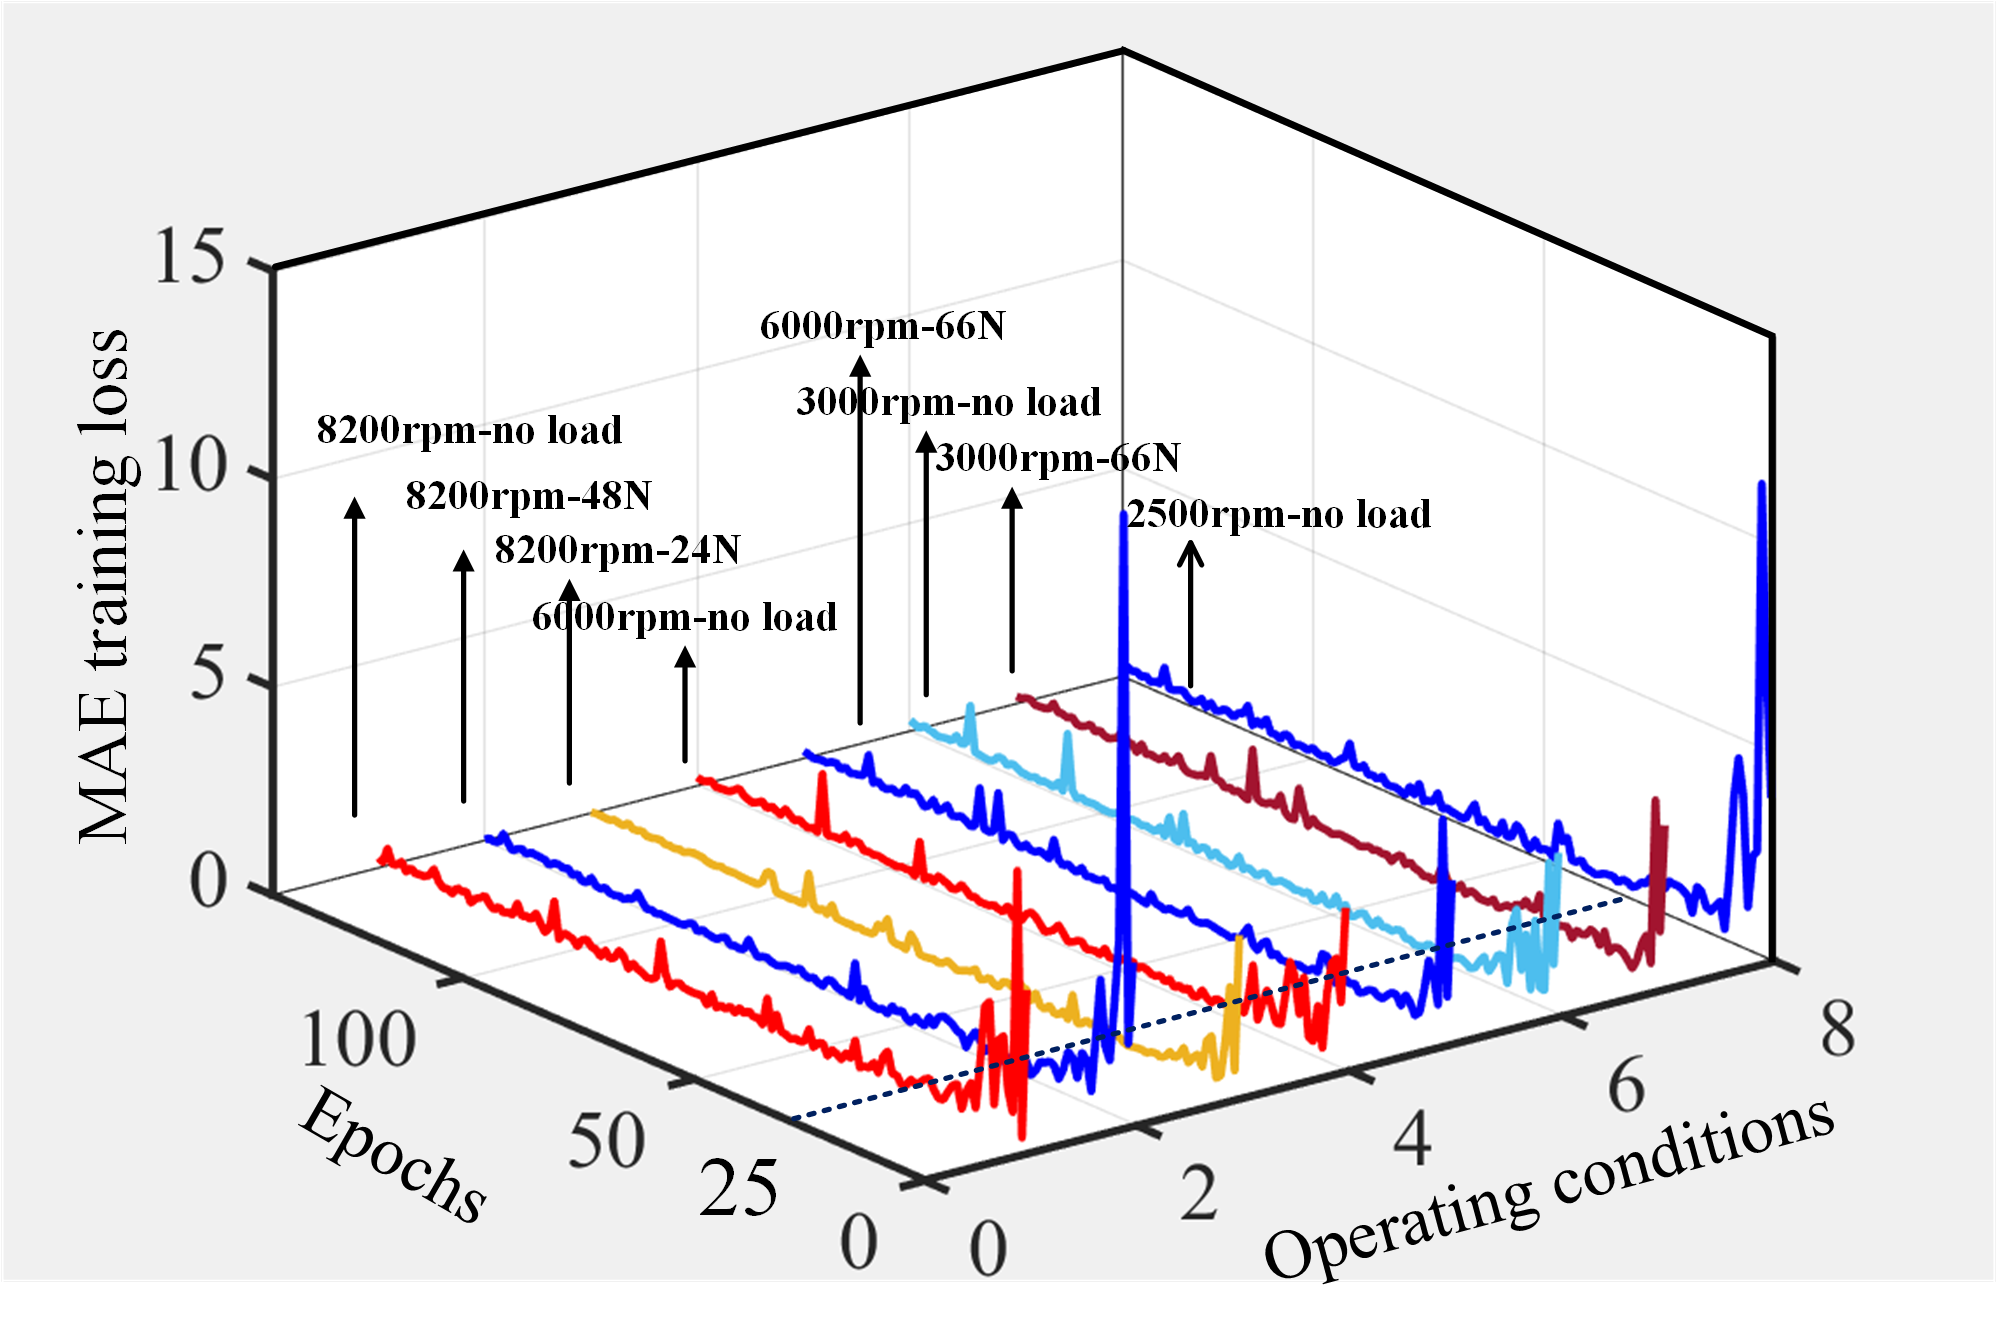 15
10
5
0
MAE training loss
8200rpm-no load
8200rpm-48N
8200rpm-24N
6000rpm-no load
6000rpm-66N
3000rpm-no load
3000rpm-66N
2500rpm-no load
100
50
25
0
Epochs
0
2
4
6
8
Operating conditions